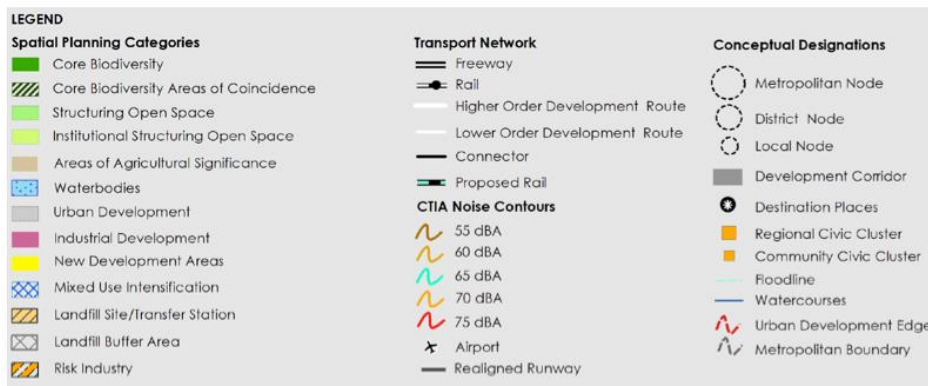 LEGEND
Spatial Planning Categories
Core Biodiversity
Core Biodiversity Areas of Coincidence
Structuring Open Space
Institutional Structuring Open Space
Areas of Agricultural Significance
Waterbodies
Urban Development
Industrial Development
New Development Areas
Mixed Use Intensification
Landfill Site/Transfer Station
Landfill Buffer Area
Risk Industry
Transport Network
Freeway
Rail
Higher Order Development Route
Lower Order Development Route
Connector
Proposed Rail
CTIA Noise Contours
55 dBA
60 dBA
65 dBA
70 dBA
75 dBA
Airport
Realigned Runway
Conceptual Designations
Metropolitan Node
District Node
Local Node
Development Corridor
Destination Places
Regional Civic Cluster
Community Civic Cluster
Floodline
Watercourses
Urban Development Edge
Metropolitan Boundary